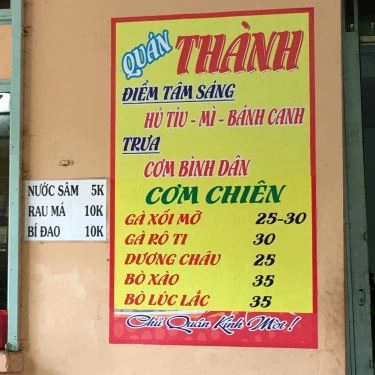 QUÁN THÀNH
ĐIỂM TÂM SÁNG
HỦ TÍU - MÌ - BÁNH CANH
TRƯA
CƠM BÌNH DÂN
CƠM CHIÊN
GÀ XỐI MỠ 25-30
GÀ RÔ TI 30
DƯƠNG CHÂU 25
BÒ XÀO 35
BÒ LÚC LẮC 35
Chủ Quán Kính Mời !
NƯỚC SÂM 5K
RAU MÁ 10K
BÍ ĐAO 10K